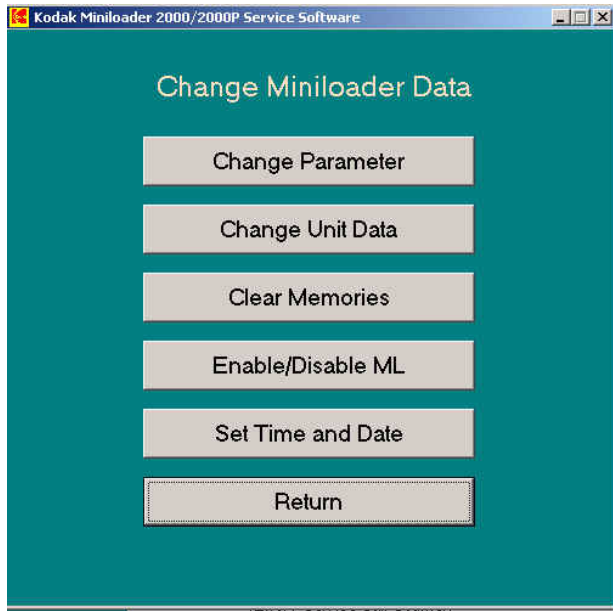 Kodak Miniloader 2000/2000P Service Software
Change Miniloader Data
Change Parameter
Change Unit Data
Clear Memories
Enable/Disable ML
Set Time and Date
Return